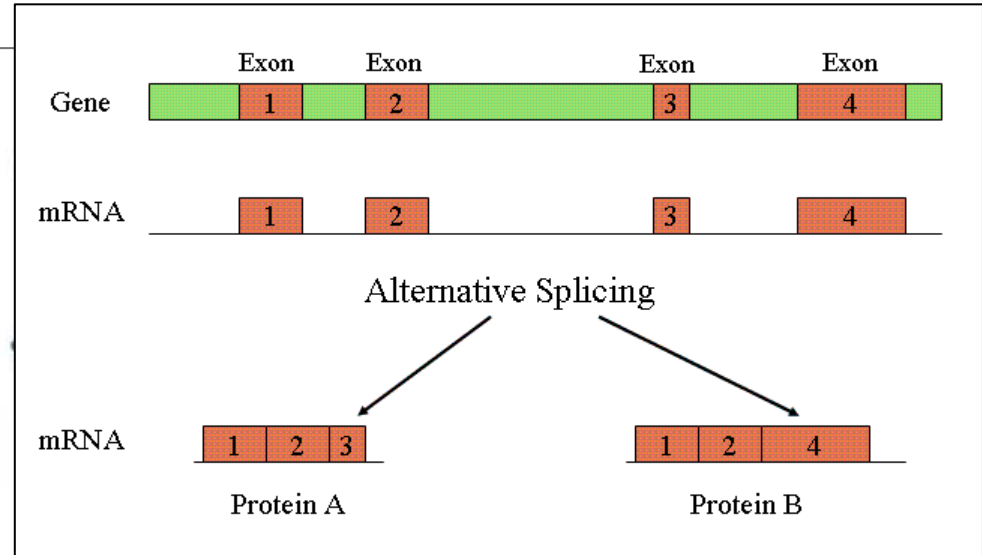 Exon Exon Exon Exon
Gene 1 2 3 4
mRNA 1 2 3 4
Alternative Splicing
mRNA 1 2 3 1 2 4
Protein A Protein B